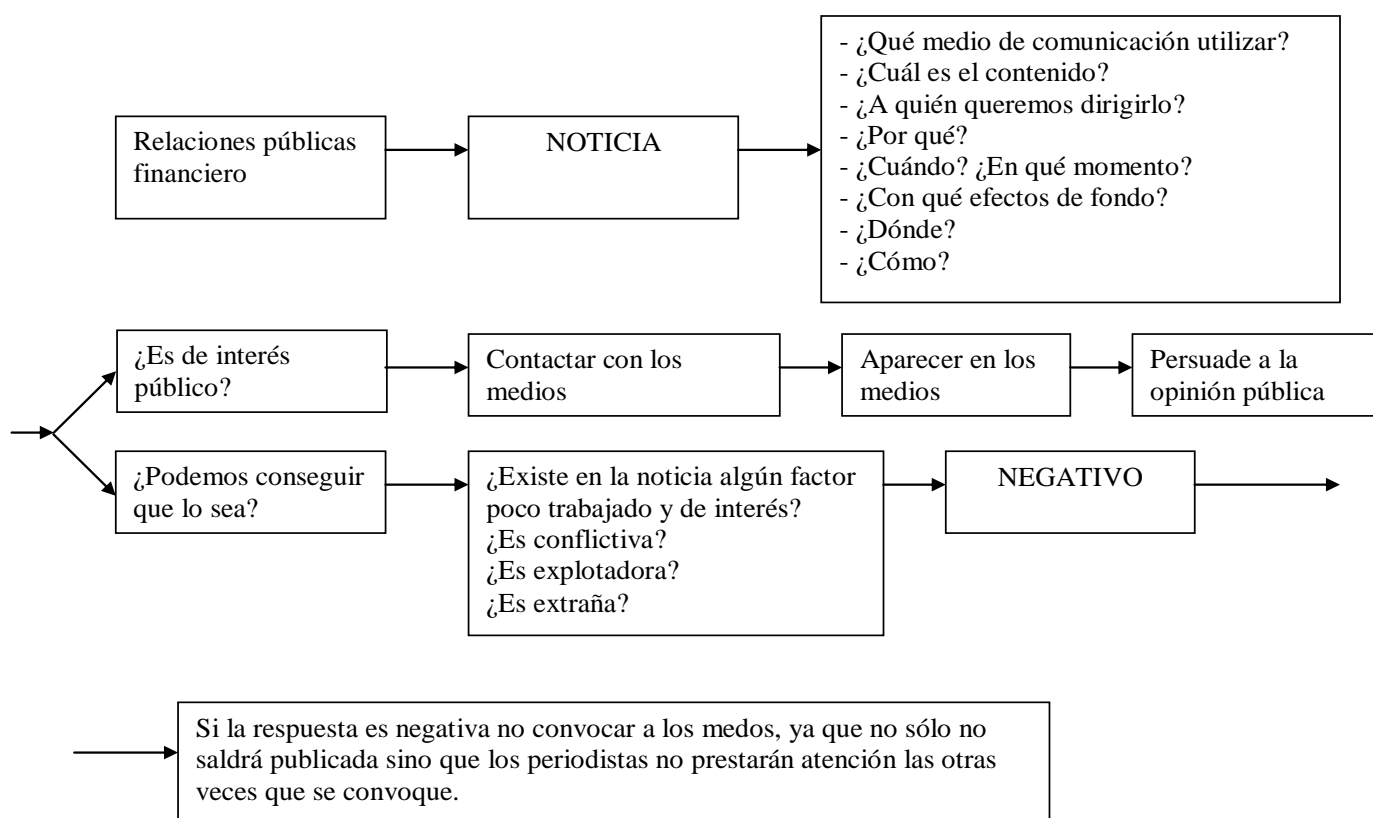 Relaciones públicas
financiero
NOTICIA
- ¿Qué medio de comunicación utilizar?
- ¿Cuál es el contenido?
- ¿A quién queremos dirigirlo?
- ¿Por qué?
- ¿Cuándo? ¿En qué momento?
- ¿Con qué efectos de fondo?
- ¿Dónde?
- ¿Cómo?
¿Es de interés
público?
Contactar con los
medios
Aparecer en los
medios
Persuade a la
opinión pública
¿Podemos conseguir
que lo sea?
¿Existe en la noticia algún factor
poco trabajado y de interés?
¿Es conflictiva?
¿Es explotadora?
¿Es extraña?
NEGATIVO
Si la respuesta es negativa no convocar a los medos, ya que no sólo no
saldrá publicada sino que los periodistas no prestarán atención las otras
veces que se convoque.